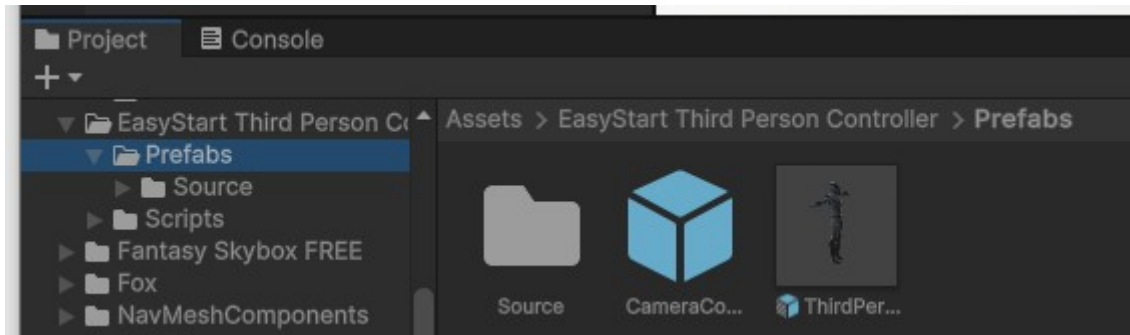 Project
Console
EasyStart Third Person Co
Prefabs
Source
Scripts
Fantasy Skybox FREE
Fox
NavMeshComponents
Assets > EasyStart Third Person Controller > Prefabs
Source
CameraCo...
ThirdPer...